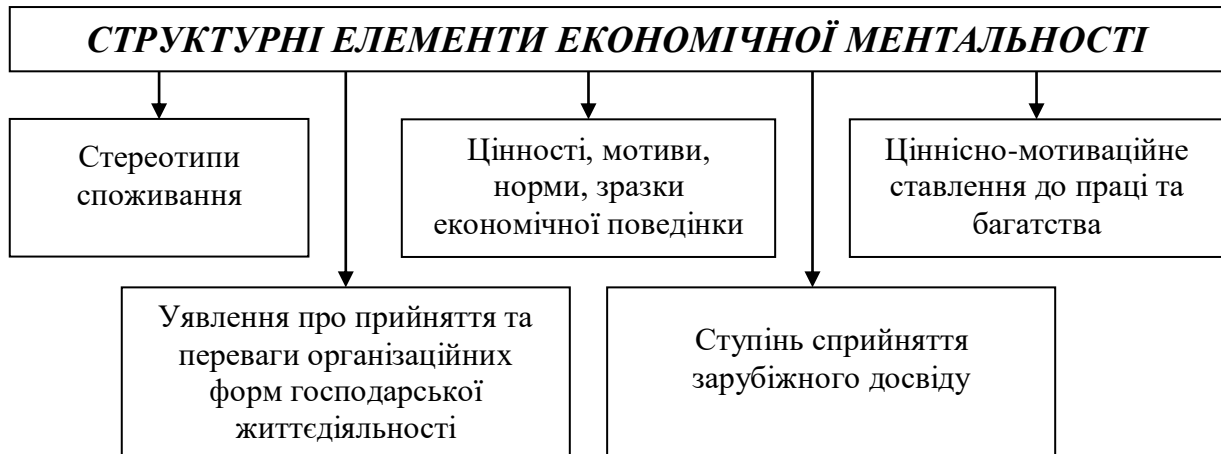 СТРУКТУРНІ ЕЛЕМЕНТИ ЕКОНОМІЧНОЇ МЕНТАЛЬНОСТІ
Стереотипи
споживання
Цінності, мотиви,
норми, зразки
економічної поведінки
Ціннісно-мотиваційне
ставлення до праці та
багатства
Уявлення про прийняття та
переваги організаційних
форм господарської
життєдіяльності
Ступінь сприйняття
зарубіжного досвіду